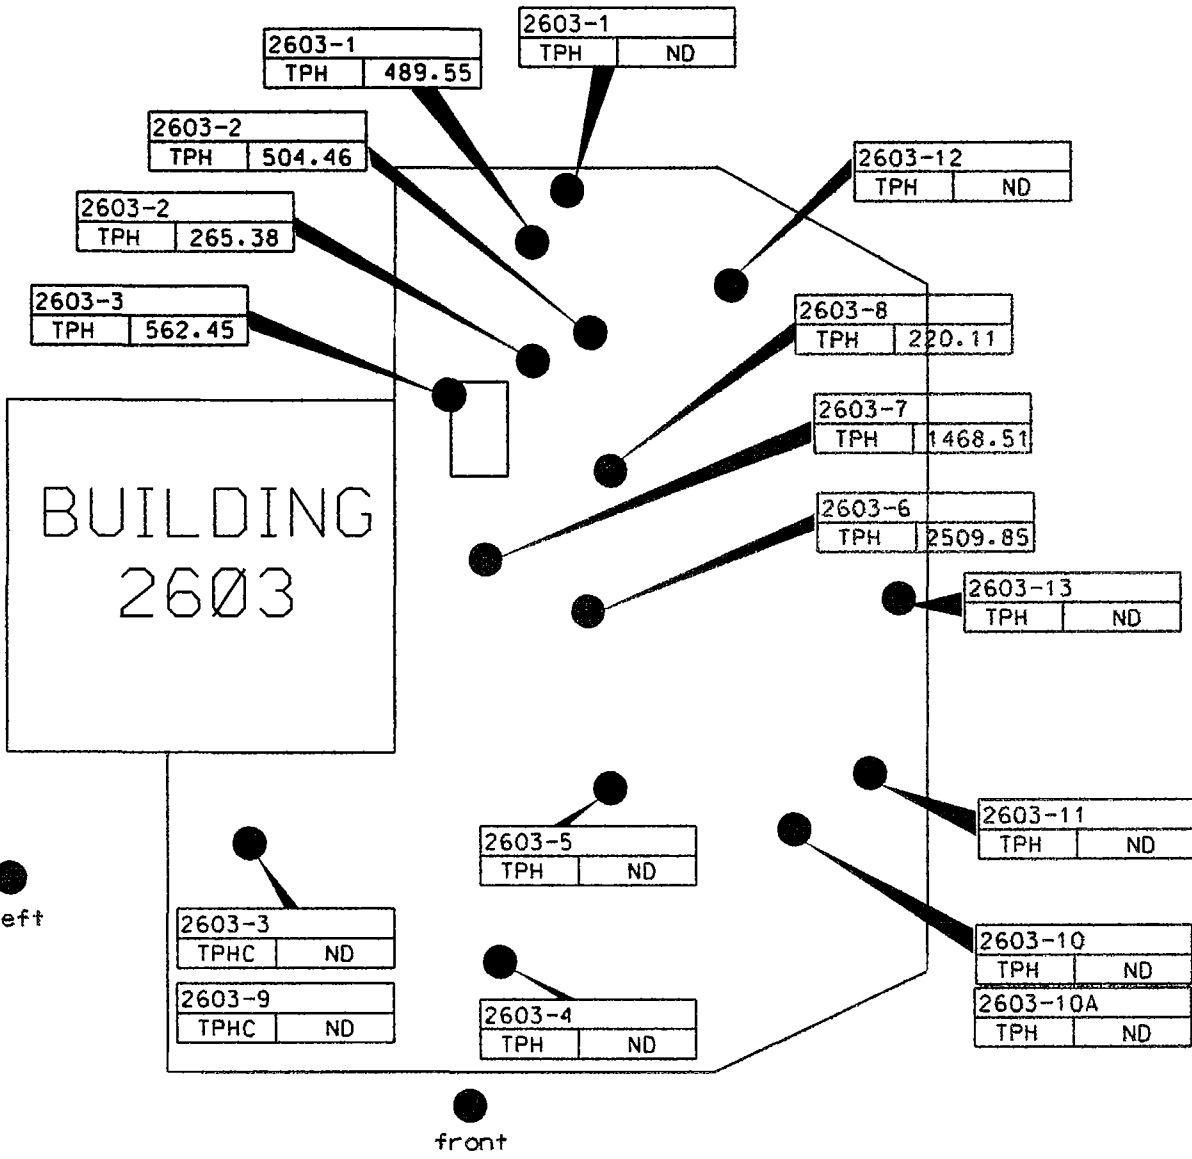 2603-1
TPH ND
2603-1
TPH 489.55
2603-2
TPH 504.46
2603-12
TPH ND
2603-2
TPH 265.38
2603-3
TPH 562.45
2603-8
TPH 220.11
2603-7
TPH 1468.51
BUILDING
2603
2603-6
TPH 2509.85
2603-13
TPH ND
2603-11
TPH ND
2603-5
TPH ND
eft
2603-3
TPHC ND
2603-10
TPH ND
2603-9
TPHC ND
2603-10A
TPH ND
2603-4
TPH ND
front